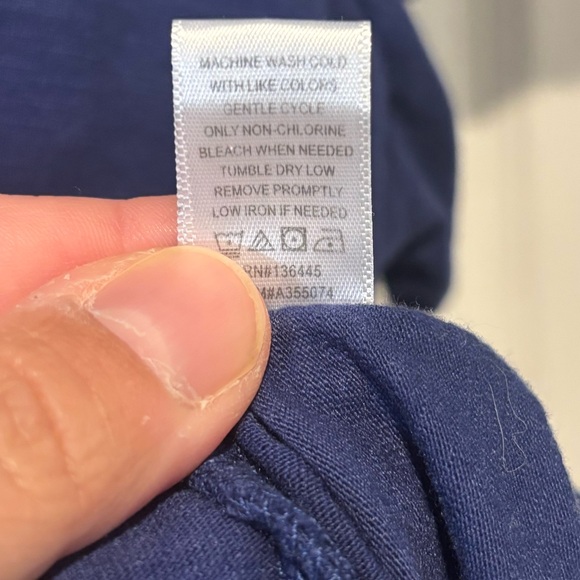 MACHINE WASH COLD
WITH LIKE COLORS
GENTLE CYCLE
ONLY NON-CHLORINE
BLEACH WHEN NEEDED
TUMBLE DRY LOW
REMOVE PROMPTLY
LOW IRON IF NEEDED
RN#136445
#A355074